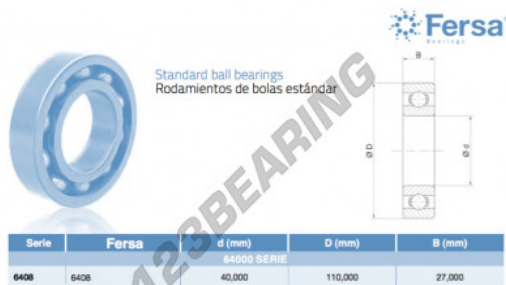 Fersa
Bearings
Standard ball bearings
Rodamientos de bolas estándar
B
Ø D
Ø d
123BEARING
Serie Fersa d (mm) D (mm) B (mm)
64000 SERIE
6408 6408 40,000 110,000 27,000